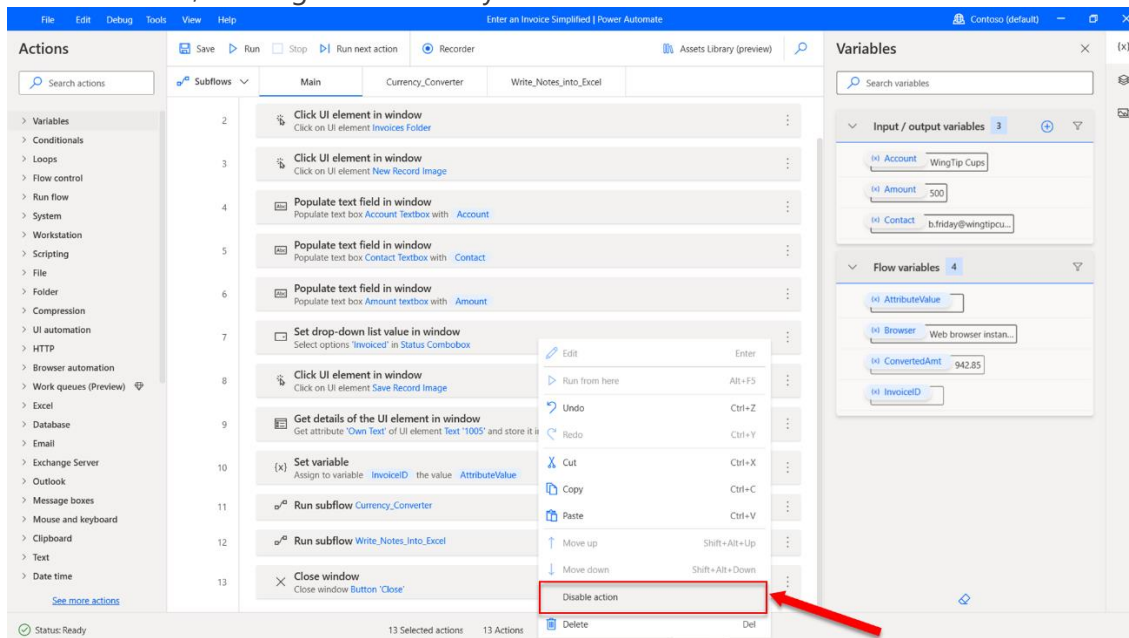 File Edit Debug Tools View Help Enter an Invoice Simplified | Power Automate Contoso (default)
Actions Save Run Stop Run next action Recorder Assets Library (preview) Variables
Search actions Subflows Main Currency_Converter Write_Notes_into_Excel Search variables
Variables
Conditionals
Loops
Flow control
Run flow
System
Workstation
Scripting
File
Folder
Compression
UI automation
HTTP
Browser automation
Work queues (Preview)
Excel
Database
Email
Exchange Server
Outlook
Message boxes
Mouse and keyboard
Clipboard
Text
Date time
See more actions
2 Click UI element in window
Click on UI element Invoices Folder
3 Click UI element in window
Click on UI element New Record Image
4 Populate text field in window
Populate text box Account Textbox with Account
5 Populate text field in window
Populate text box Contact Textbox with Contact
6 Populate text field in window
Populate text box Amount textbox with Amount
7 Set drop-down list value in window
Select options 'Invoiced' in Status Combobox
8 Click UI element in window
Click on UI element Save Record Image
9 Get details of the UI element in window
Get attribute 'Own Text' of UI element Text '1005' and store it i
10 {x} Set variable
Assign to variable InvoiceID the value AttributeValue
11 Run subflow Currency_Converter
12 Run subflow Write_Notes_Into_Excel
13 Close window
Close window Button 'Close'
Edit Enter
Run from here Alt+F5
Undo Ctrl+Z
Redo Ctrl+Y
Cut Ctrl+X
Copy Ctrl+C
Paste Ctrl+V
Move up Shift+Alt+Up
Move down Shift+Alt+Down
Disable action
Delete Del
Input / output variables 3
Account WingTip Cups
Amount 500
Contact b.friday@wingtipcu...
Flow variables 4
AttributeValue
Browser Web browser instan...
ConvertedAmt 942.85
InvoiceID
Status: Ready 13 Selected actions 13 Actions